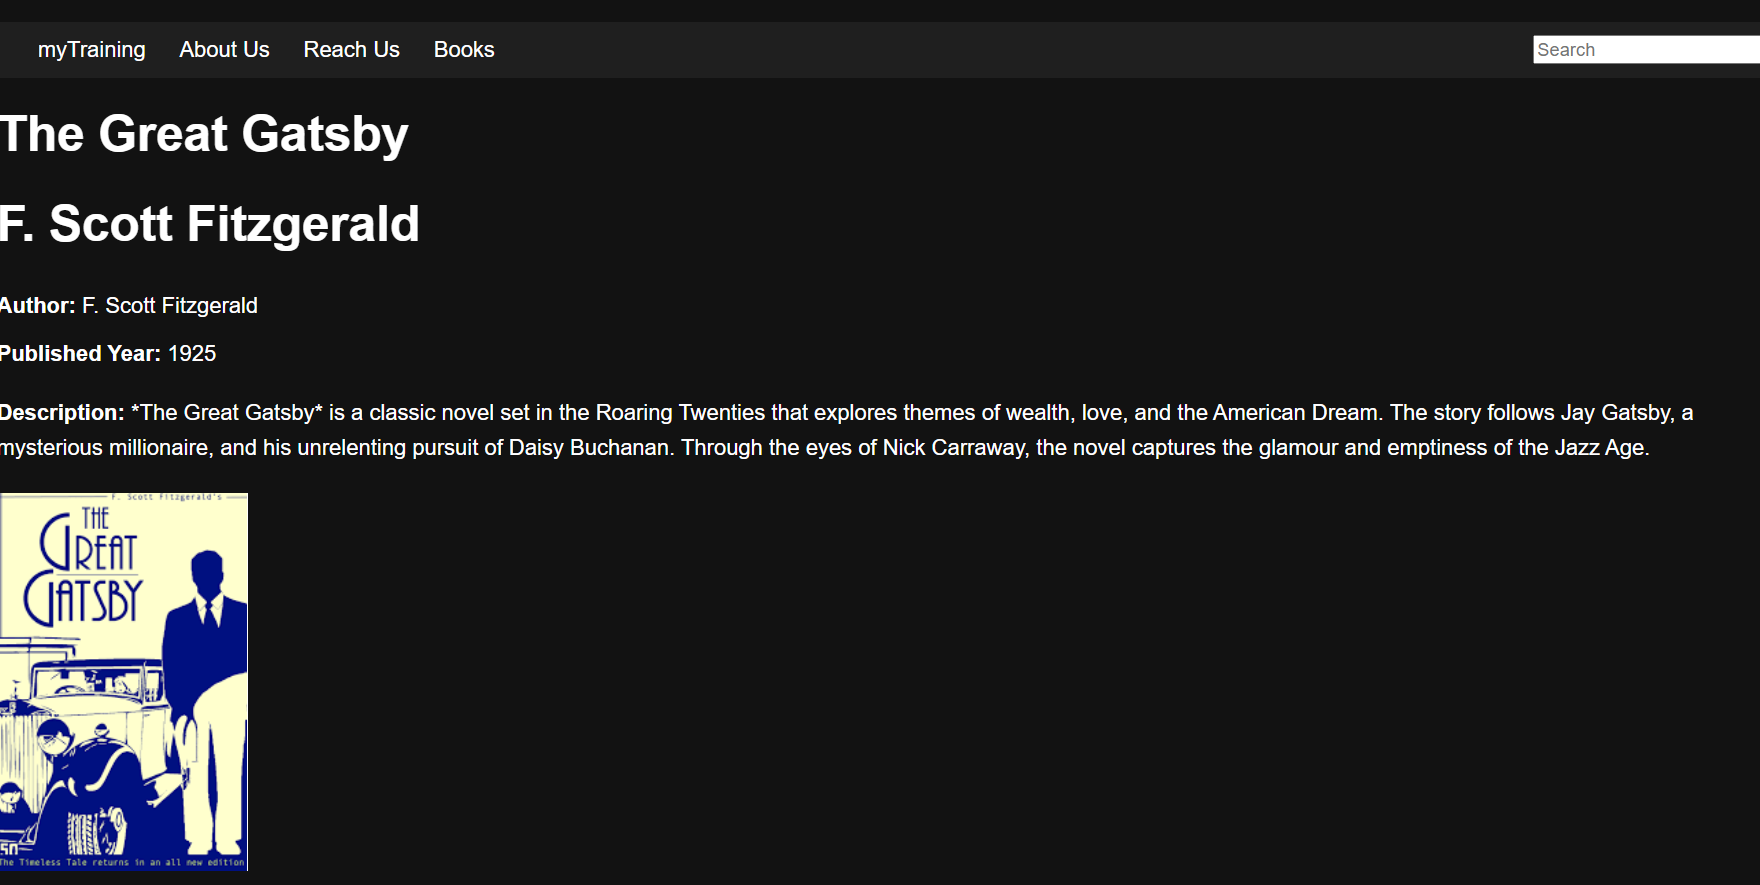 myTraining About Us Reach Us Books Search
The Great Gatsby
F. Scott Fitzgerald
Author: F. Scott Fitzgerald
Published Year: 1925
Description: *The Great Gatsby* is a classic novel set in the Roaring Twenties that explores themes of wealth, love, and the American Dream. The story follows Jay Gatsby, a
mysterious millionaire, and his unrelenting pursuit of Daisy Buchanan. Through the eyes of Nick Carraway, the novel captures the glamour and emptiness of the Jazz Age.
F. Scott Fitzgerald's
THE
GREAT
GATSBY
The Timeless Tale returns in an all new edition